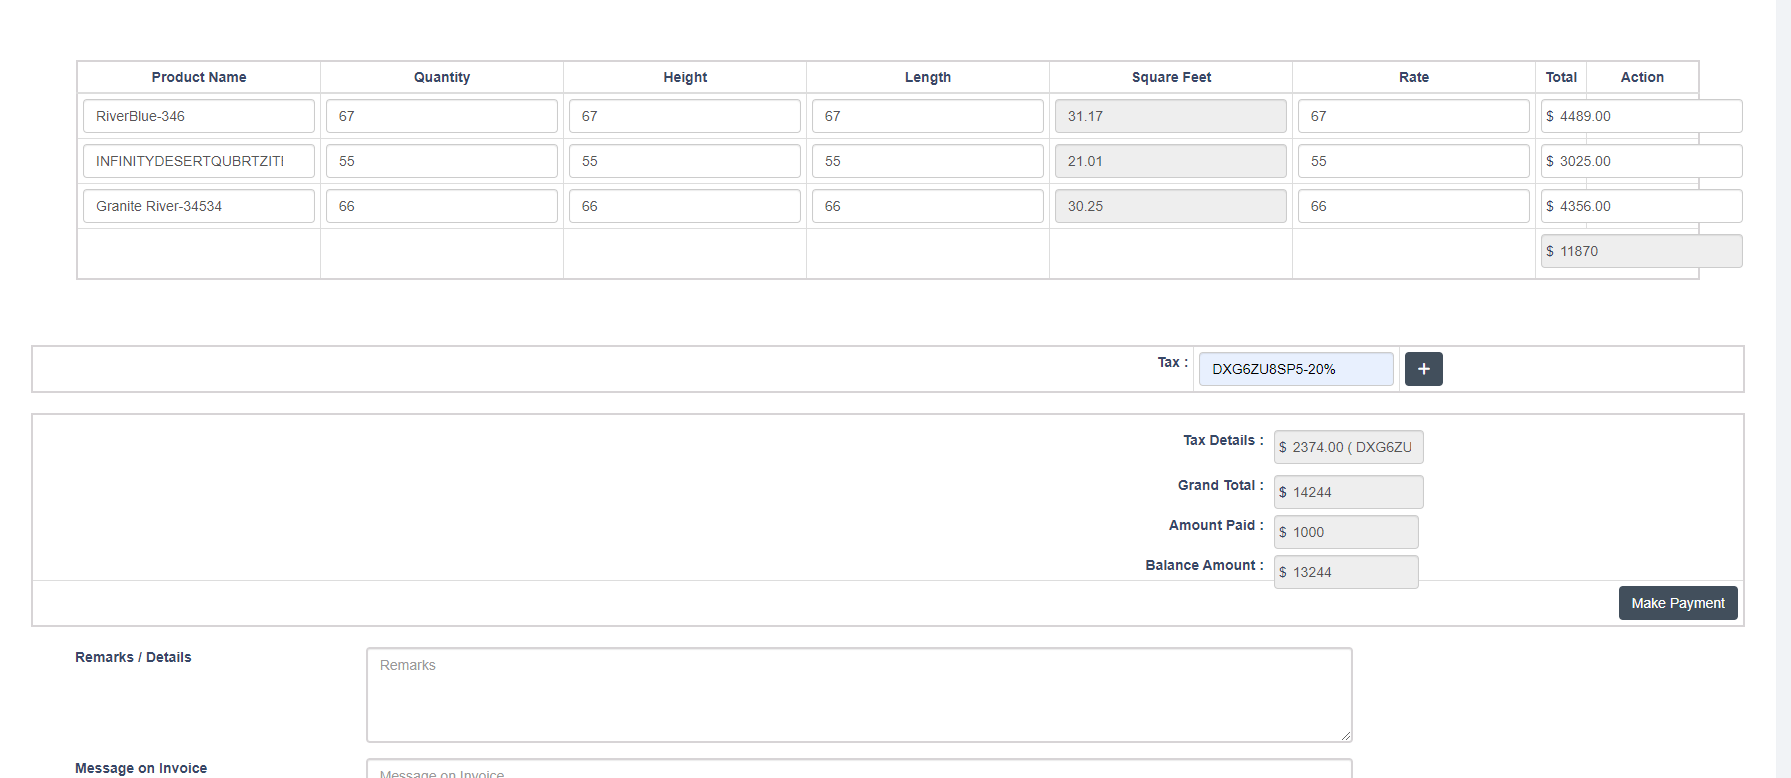 Product Name Quantity Height Length Square Feet Rate Total Action
RiverBlue-346 67 67 67 31.17 67 $ 4489.00
INFINITYDESERTQUBRTZITI 55 55 55 21.01 55 $ 3025.00
Granite River-34534 66 66 66 30.25 66 $ 4356.00
$ 11870
Tax : DXG6ZU8SP5-20% +
Tax Details : $ 2374.00 ( DXG6ZU
Grand Total : $ 14244
Amount Paid : $ 1000
Balance Amount : $ 13244
Make Payment
Remarks / Details Remarks
Message on Invoice Message on Invoice